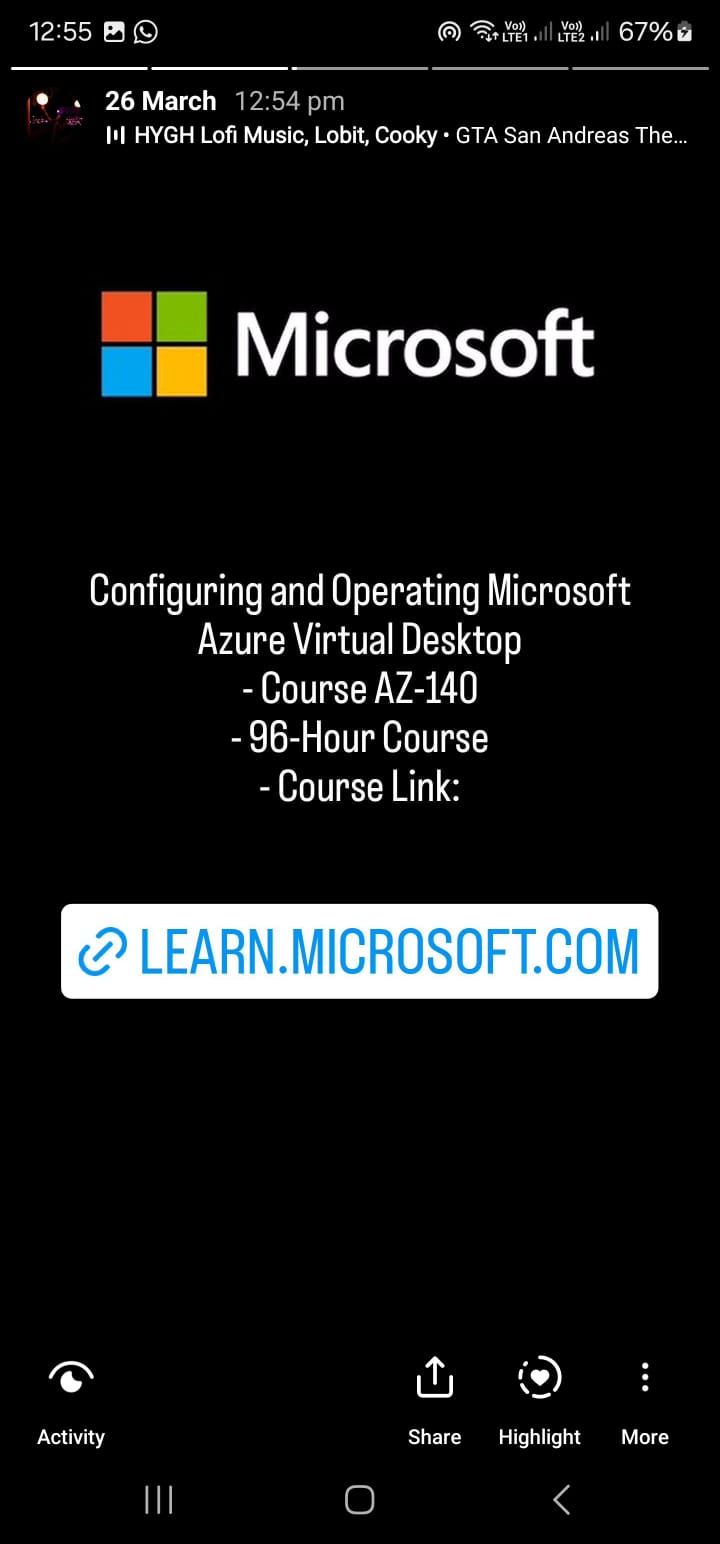 12:55
Vo)) LTE1 Vo)) LTE2 67%
26 March 12:54 pm
HYGH Lofi Music, Lobit, Cooky • GTA San Andreas The...
Microsoft
Configuring and Operating Microsoft
Azure Virtual Desktop
- Course AZ-140
- 96-Hour Course
- Course Link:
LEARN.MICROSOFT.COM
Activity Share Highlight More